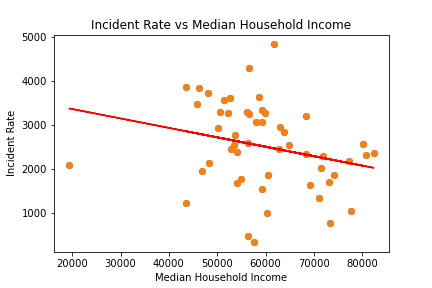 Incident Rate vs Median Household Income
Incident Rate
5000
4000
3000
2000
1000
20000 30000 40000 50000 60000 70000 80000
Median Household Income